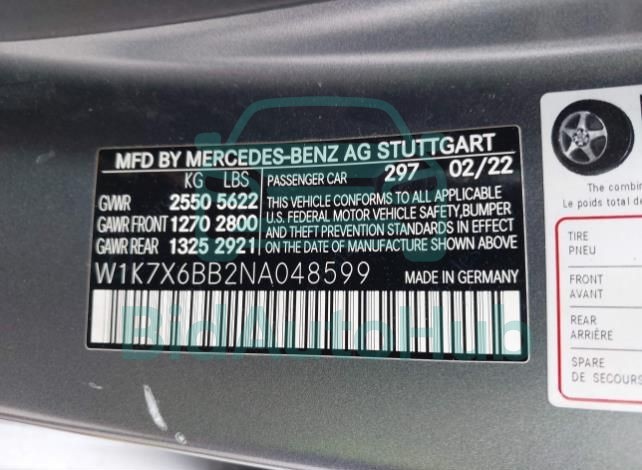 MFD BY MERCEDES-BENZ AG STUTTGART
KG LBS PASSENGER CAR 297 02/22
GVWR 2550 5622 THIS VEHICLE CONFORMS TO ALL APPLICABLE
GAWR FRONT 1270 2800 U.S. FEDERAL MOTOR VEHICLE SAFETY,BUMPER
AND THEFT PREVENTION STANDARDS IN EFFECT
GAWR REAR 1325 2921 ON THE DATE OF MANUFACTURE SHOWN ABOVE
W1K7X6BB2NA048599 MADE IN GERMANY
BidAutoHub
The combin
Le poids total
TIRE
PNEU
FRONT
AVANT
REAR
ARRIÈRE
SPARE
DE SECOURS